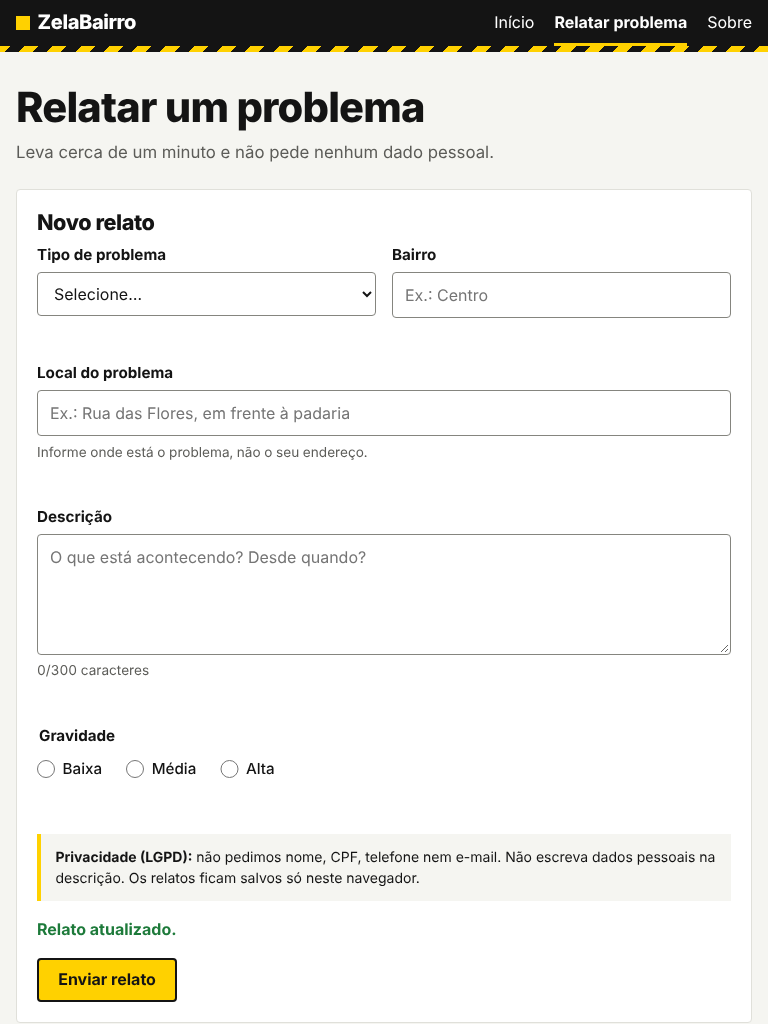 ZelaBairro
Início Relatar problema Sobre
Relatar um problema
Leva cerca de um minuto e não pede nenhum dado pessoal.
Novo relato
Tipo de problema
Selecione...
Bairro
Ex.: Centro
Local do problema
Ex.: Rua das Flores, em frente à padaria
Informe onde está o problema, não o seu endereço.
Descrição
O que está acontecendo? Desde quando?
0/300 caracteres
Gravidade
Baixa Média Alta
Privacidade (LGPD): não pedimos nome, CPF, telefone nem e-mail. Não escreva dados pessoais na
descrição. Os relatos ficam salvos só neste navegador.
Relato atualizado.
Enviar relato